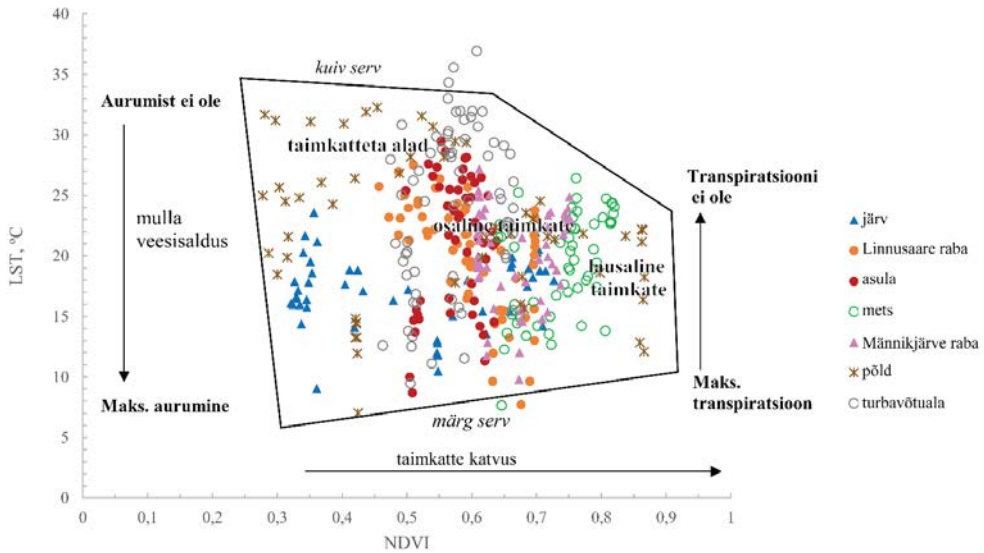 40
35
30
25
20
15
10
5
0
LST, ºC
0
0,1
0,2
0,3
0,4
0,5
0,6
0,7
0,8
0,9
1
NDVI
kuiv serv
Aurumist ei ole
taimkatteta alad
mulla
veesisaldus
osaline taimkate
lausaline
taimkate
Maks. aurumine
märg serv
taimkatte katvus
Transpiratsiooni
ei ole
Maks.
transpiratsioon
järv
Linnusaare raba
asula
mets
Männikjärve raba
põld
turbavõtuala